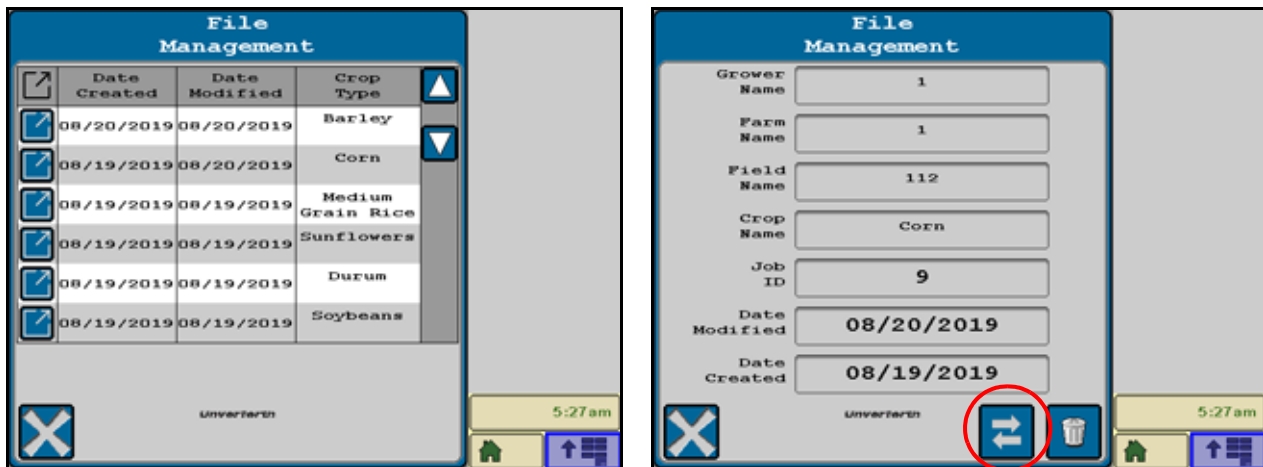 File
Management
Date Created Date Modified Crop Type
08/20/2019 08/20/2019 Barley
08/19/2019 08/20/2019 Corn
08/19/2019 08/19/2019 Medium Grain Rice
08/19/2019 08/19/2019 Sunflowers
08/19/2019 08/19/2019 Durum
08/19/2019 08/19/2019 Soybeans
Unverferth
5:27am
File
Management
Grower Name 1
Farm Name 1
Field Name 112
Crop Name Corn
Job ID 9
Date Modified 08/20/2019
Date Created 08/19/2019
Unverferth
5:27am